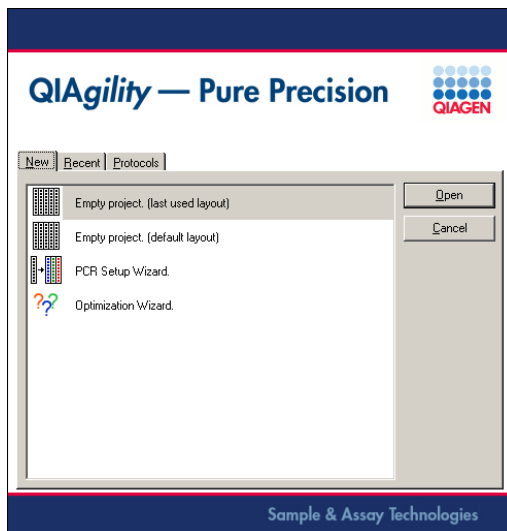 QIAgility — Pure Precision
QIAGEN
New Recent Protocols
Empty project. (last used layout)
Open
Empty project. (default layout)
Cancel
PCR Setup Wizard.
Optimization Wizard.
Sample & Assay Technologies